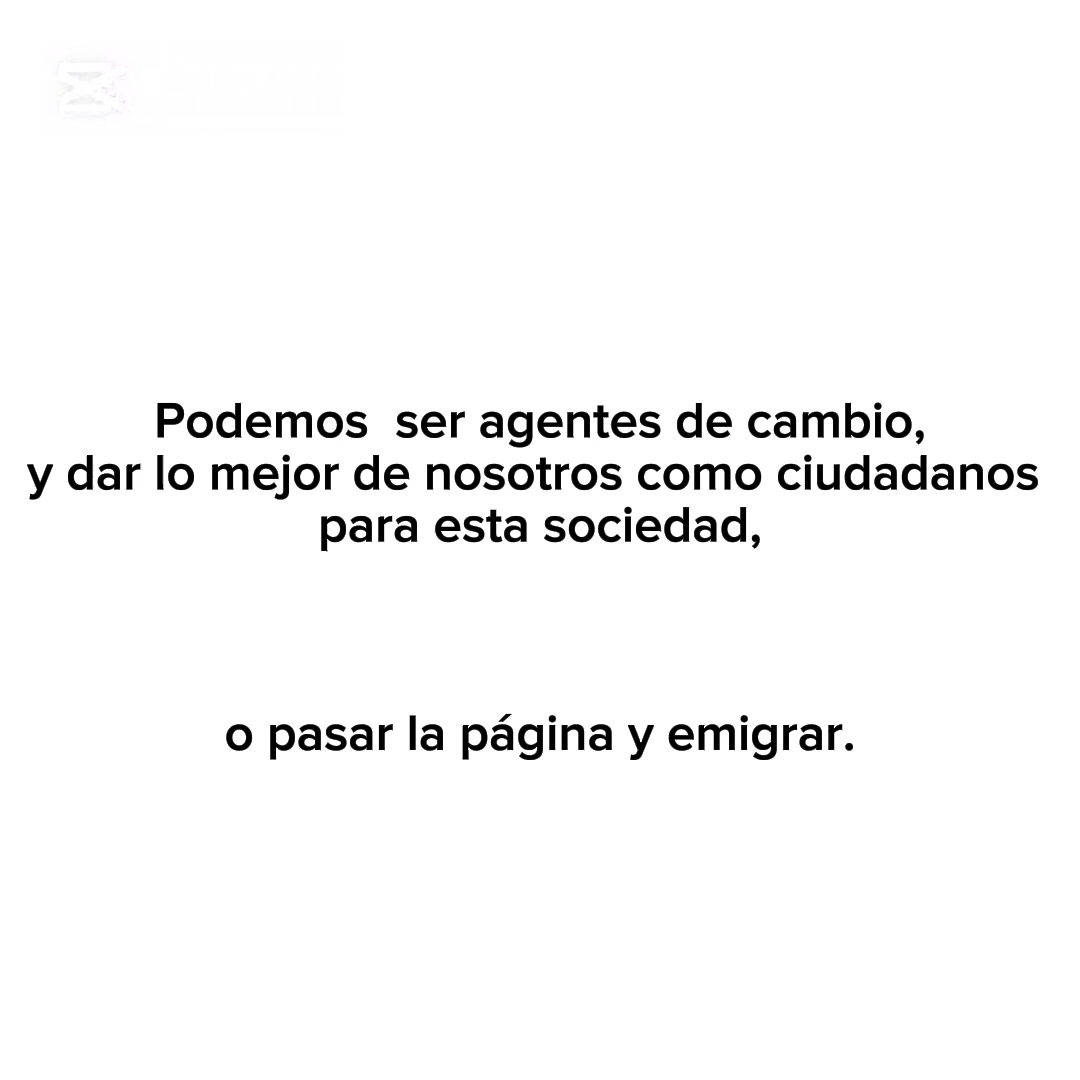 Podemos  ser agentes de cambio,
y dar lo mejor de nosotros como ciudadanos
para esta sociedad,
o pasar la página y emigrar.